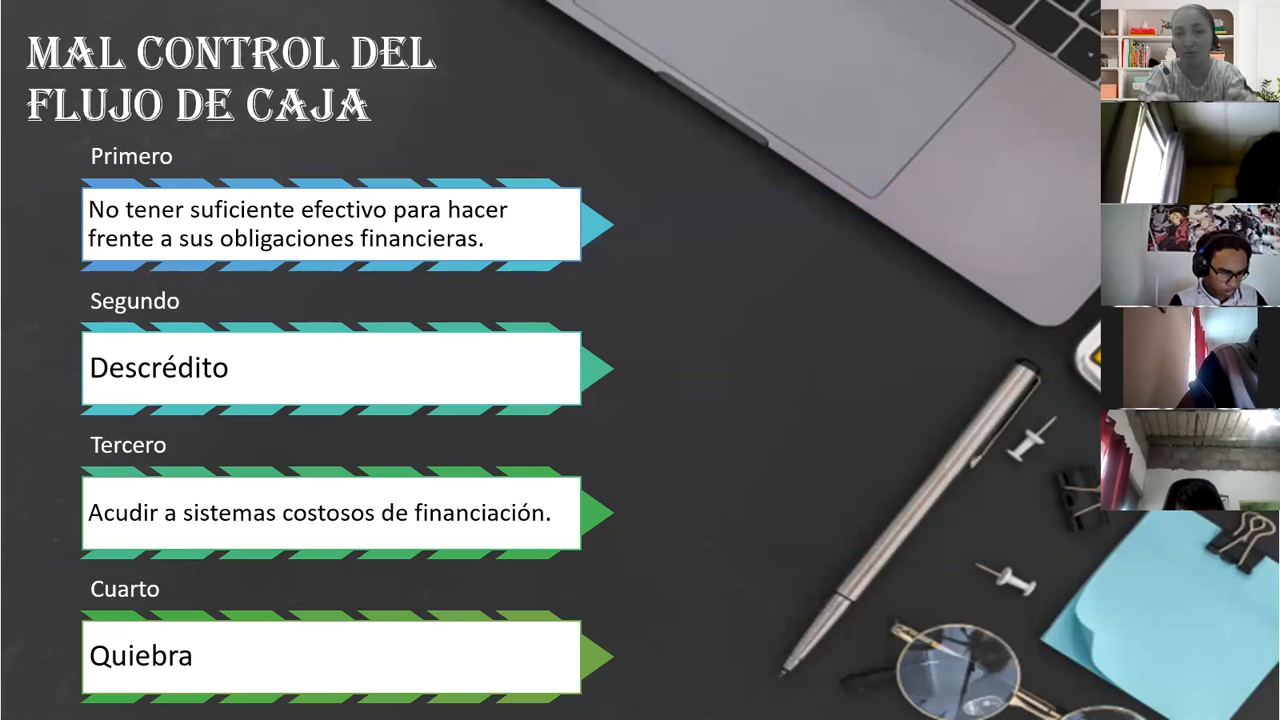 MAL CONTROL DEL
FLUJO DE CAJA
Primero
No tener suficiente efectivo para hacer
frente a sus obligaciones financieras.
Segundo
Descrédito
Tercero
Acudir a sistemas costosos de financiación.
Cuarto
Quiebra